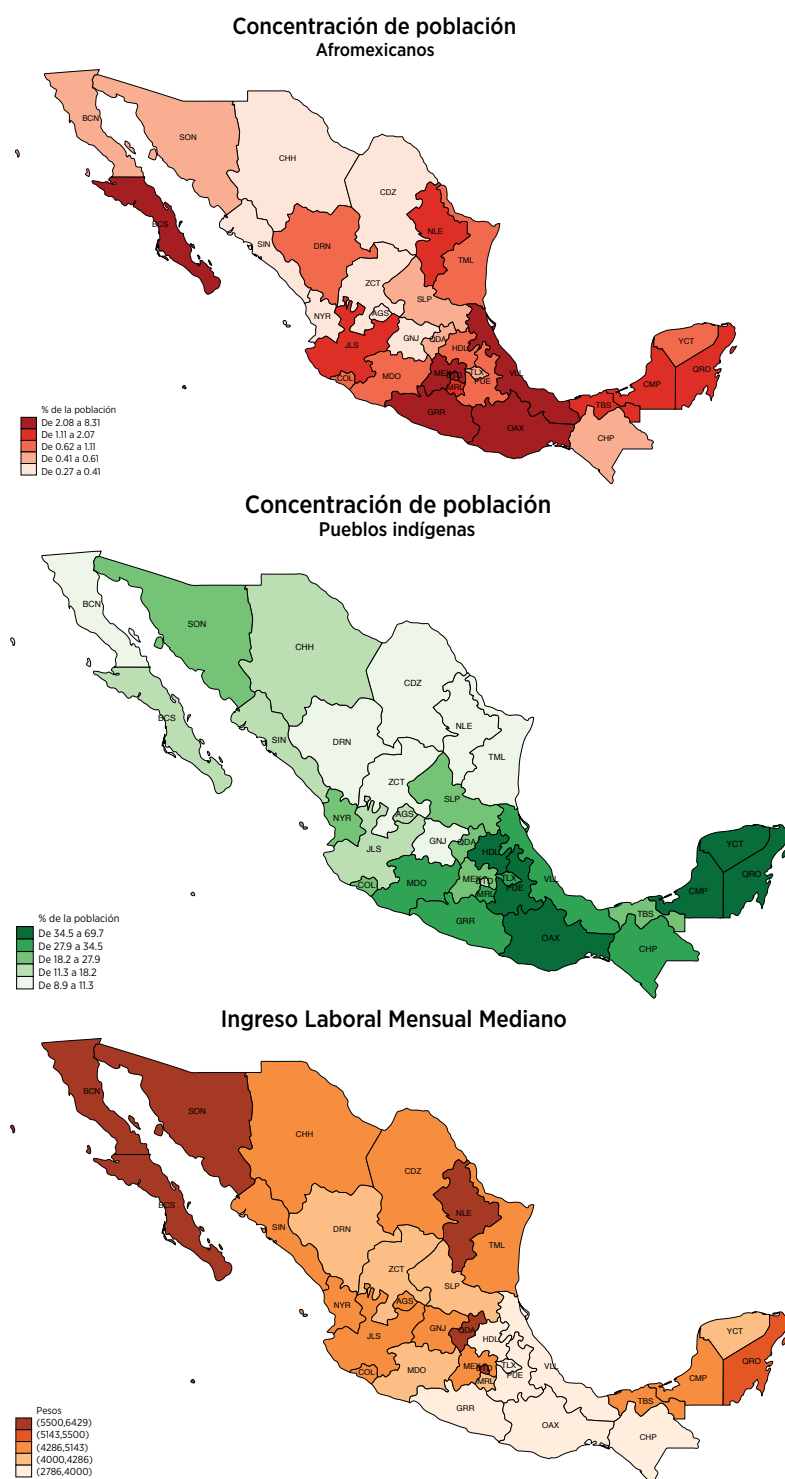 Concentración de población
Afromexicanos
BCN
SON
CHH
CDZ
BCS
NLE
SIN
DRN
TML
ZCT
SLP
NYR
AGS
GNJ
QDA
HDL
JLS
YCT
COL
MDO
MEX
TLX
PUE
VLL
MRL
QRO
CMP
TBS
GRR
OAX
CHP
% de la población
De 2.08 a 8.31
De 1.11 a 2.07
De 0.62 a 1.11
De 0.41 a 0.61
De 0.27 a 0.41
Concentración de población
Pueblos indígenas
BCN
SON
CHH
CDZ
BCS
NLE
SIN
DRN
TML
ZCT
SLP
NYR
AGS
GNJ
QDA
HDL
JLS
YCT
COL
MDO
MEX
DTD
TLX
PUE
VLL
MRL
QRO
CMP
TBS
GRR
OAX
CHP
% de la población
De 34.5 a 69.7
De 27.9 a 34.5
De 18.2 a 27.9
De 11.3 a 18.2
De 8.9 a 11.3
Ingreso Laboral Mensual Mediano
BCN
SON
CHH
CDZ
BCS
NLE
SIN
DRN
TML
ZCT
SLP
NYR
AGS
GNJ
QDA
HDL
JLS
YCT
COL
MDO
MEX
TLX
PUE
VLL
MRL
QRO
CMP
TBS
GRR
OAX
CHP
Pesos
(5500,6429)
(5143,5500)
(4286,5143)
(4000,4286)
(2786,4000)